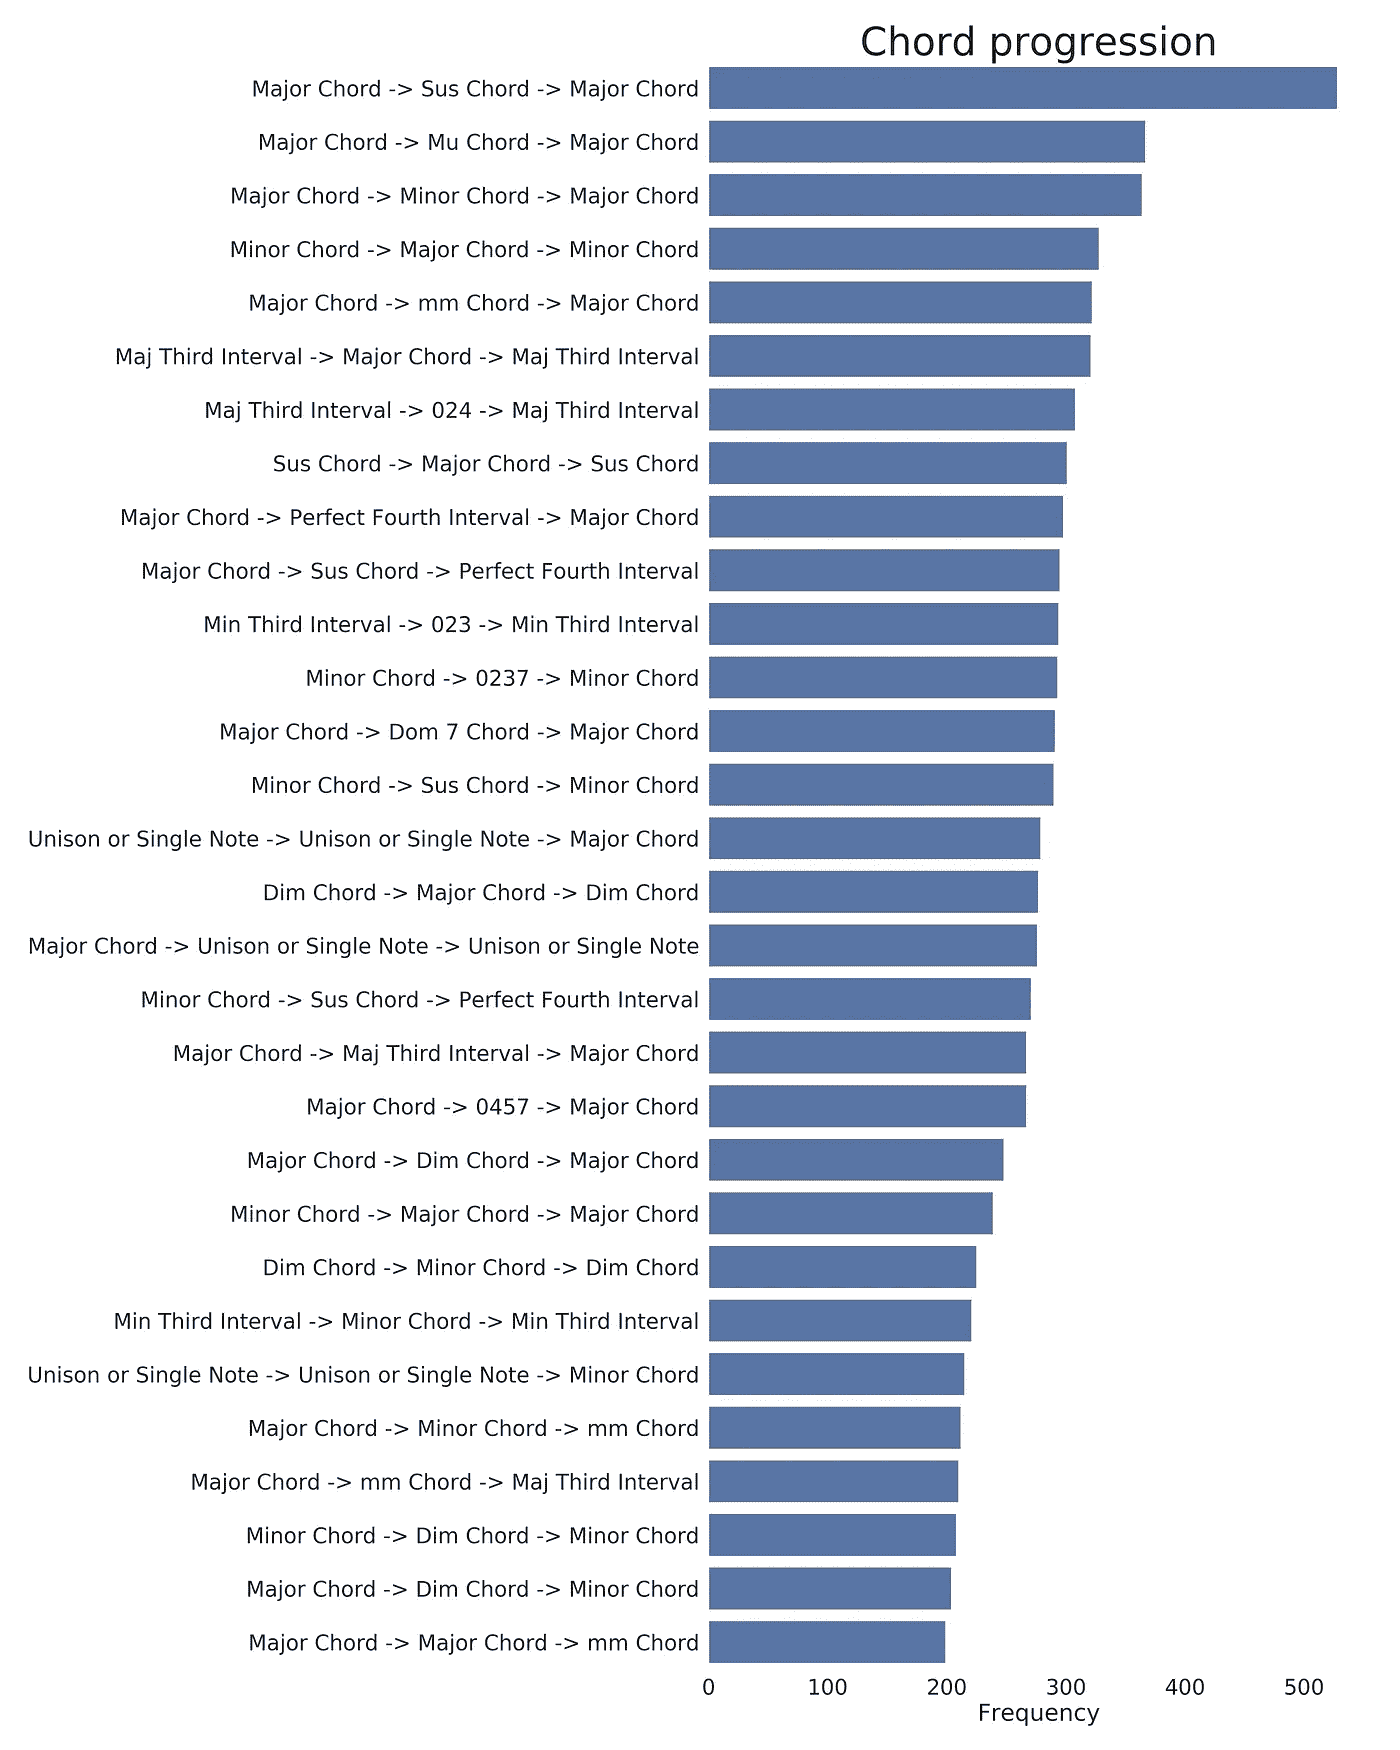 Chord progression
Major Chord -> Sus Chord -> Major Chord
Major Chord -> Mu Chord -> Major Chord
Major Chord -> Minor Chord -> Major Chord
Minor Chord -> Major Chord -> Minor Chord
Major Chord -> mm Chord -> Major Chord
Maj Third Interval -> Major Chord -> Maj Third Interval
Maj Third Interval -> 024 -> Maj Third Interval
Sus Chord -> Major Chord -> Sus Chord
Major Chord -> Perfect Fourth Interval -> Major Chord
Major Chord -> Sus Chord -> Perfect Fourth Interval
Min Third Interval -> 023 -> Min Third Interval
Minor Chord -> 0237 -> Minor Chord
Major Chord -> Dom 7 Chord -> Major Chord
Minor Chord -> Sus Chord -> Minor Chord
Unison or Single Note -> Unison or Single Note -> Major Chord
Dim Chord -> Major Chord -> Dim Chord
Major Chord -> Unison or Single Note -> Unison or Single Note
Minor Chord -> Sus Chord -> Perfect Fourth Interval
Major Chord -> Maj Third Interval -> Major Chord
Major Chord -> 0457 -> Major Chord
Major Chord -> Dim Chord -> Major Chord
Minor Chord -> Major Chord -> Major Chord
Dim Chord -> Minor Chord -> Dim Chord
Min Third Interval -> Minor Chord -> Min Third Interval
Unison or Single Note -> Unison or Single Note -> Minor Chord
Major Chord -> Minor Chord -> mm Chord
Major Chord -> mm Chord -> Maj Third Interval
Minor Chord -> Dim Chord -> Minor Chord
Major Chord -> Dim Chord -> Minor Chord
Major Chord -> Major Chord -> mm Chord
0 100 200 300 400 500
Frequency